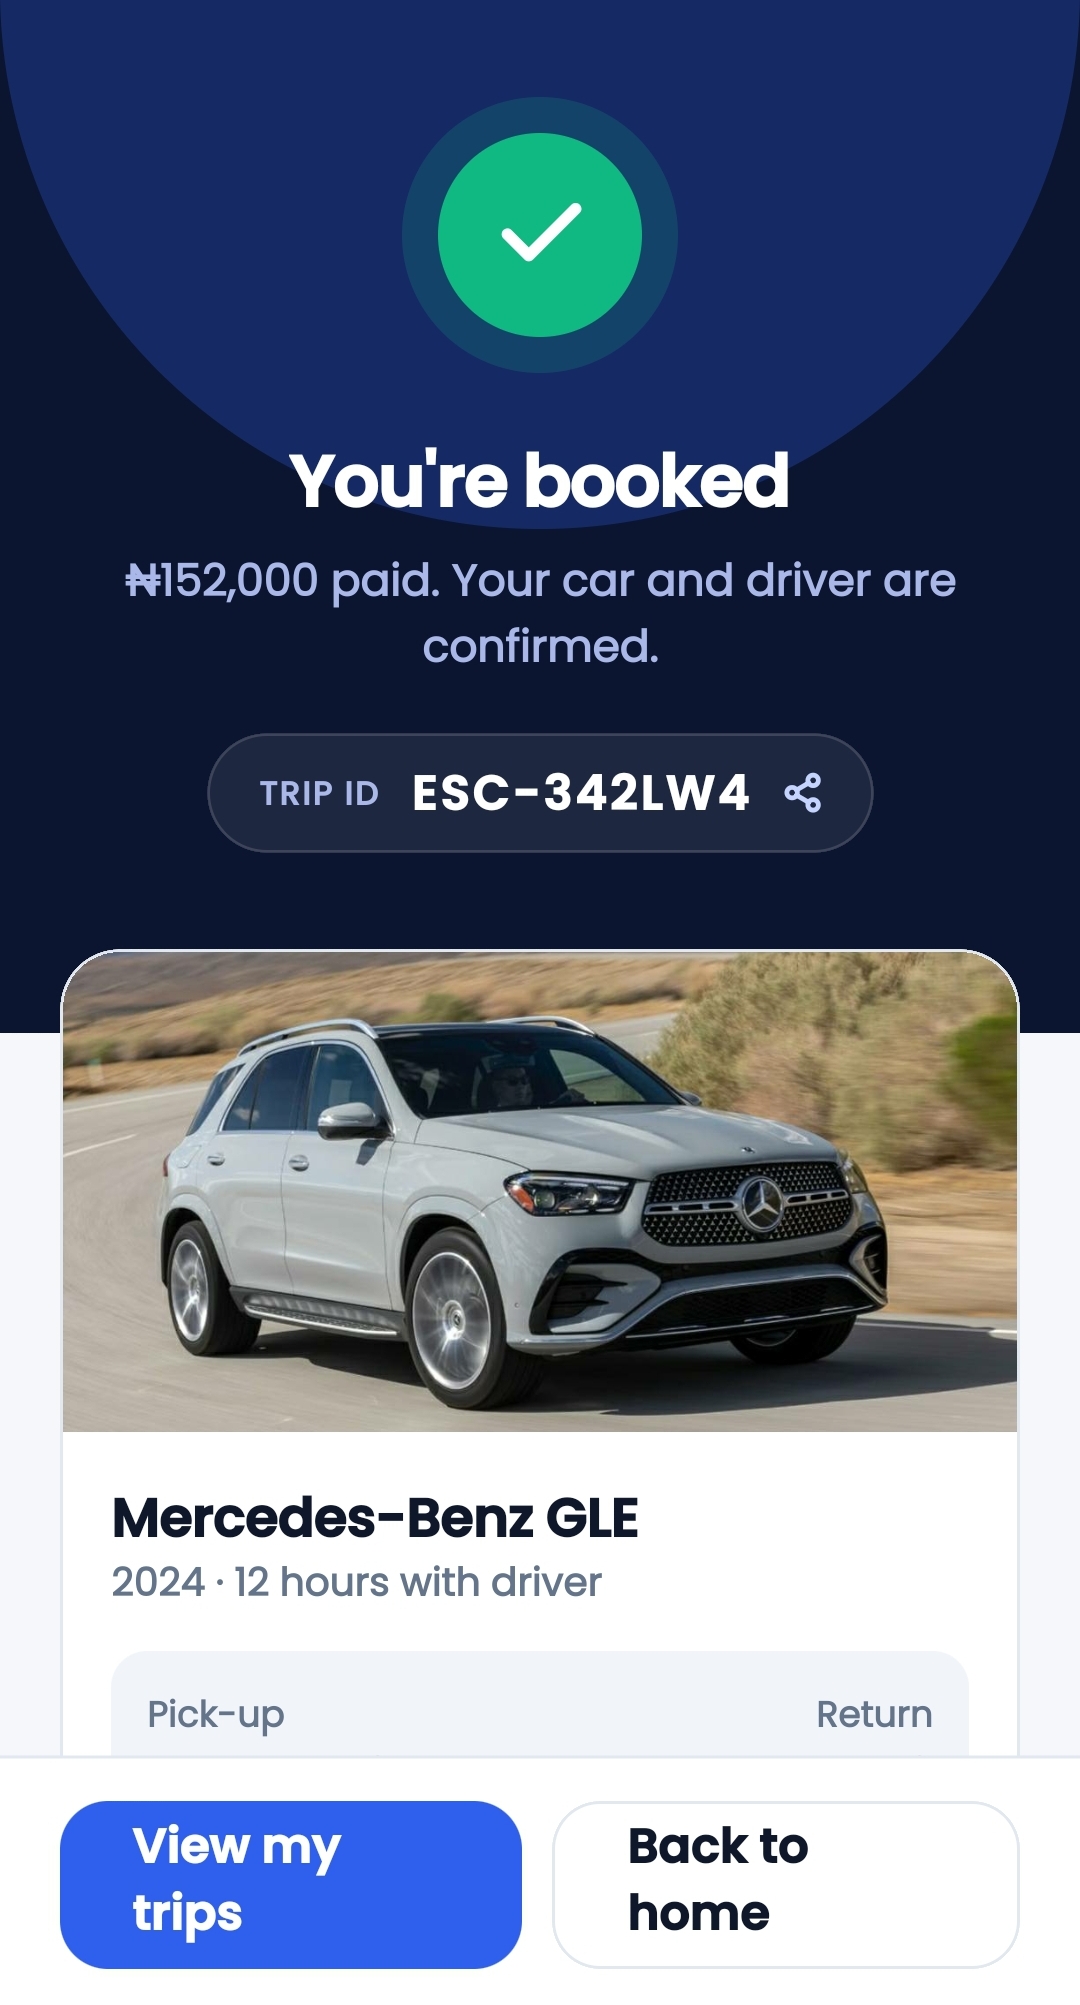 You're booked
₦152,000 paid. Your car and driver are
confirmed.
TRIP ID ESC-342LW4
Mercedes-Benz GLE
2024 · 12 hours with driver
Pick-up Return
View my
trips
Back to
home